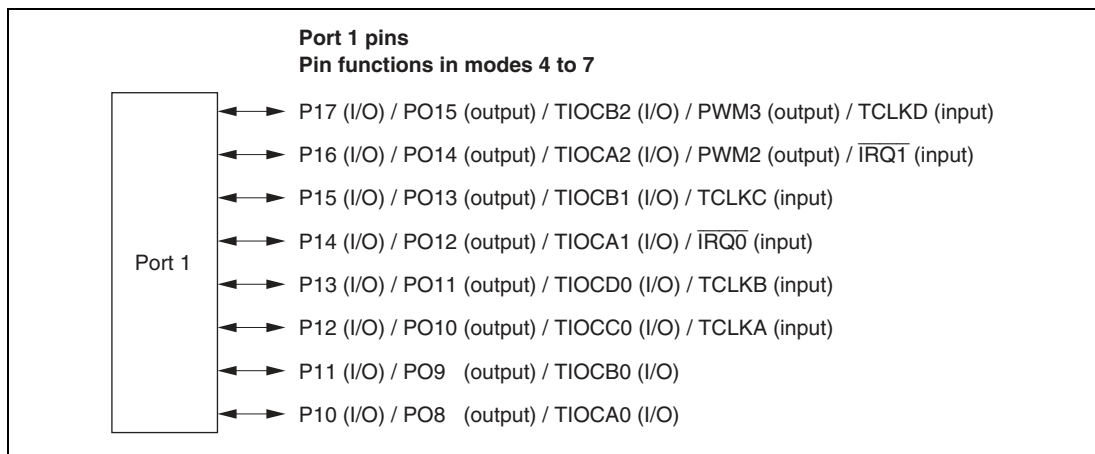 Port 1 pins
Pin functions in modes 4 to 7
P17 (I/O) / PO15 (output) / TIOCB2 (I/O) / PWM3 (output) / TCLKD (input)
P16 (I/O) / PO14 (output) / TIOCA2 (I/O) / PWM2 (output) / I̅R̅Q̅1̅ (input)
P15 (I/O) / PO13 (output) / TIOCB1 (I/O) / TCLKC (input)
P14 (I/O) / PO12 (output) / TIOCA1 (I/O) / I̅R̅Q̅0̅ (input)
Port 1
P13 (I/O) / PO11 (output) / TIOCD0 (I/O) / TCLKB (input)
P12 (I/O) / PO10 (output) / TIOCC0 (I/O) / TCLKA (input)
P11 (I/O) / PO9 (output) / TIOCB0 (I/O)
P10 (I/O) / PO8 (output) / TIOCA0 (I/O)